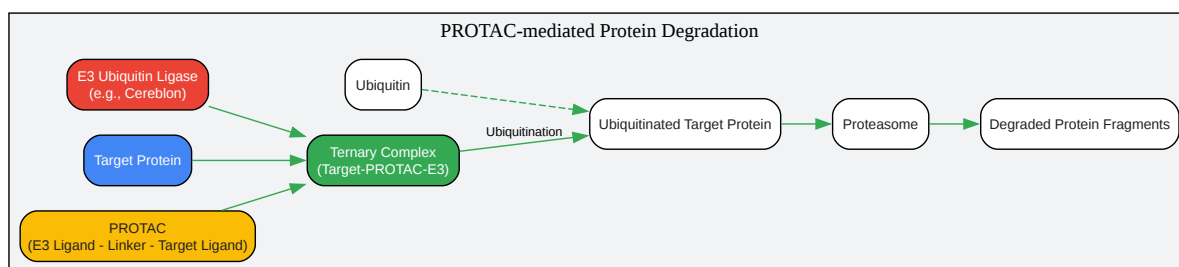 PROTAC-mediated Protein Degradation
E3 Ubiquitin Ligase
(e.g., Cereblon)
Ubiquitin
Target Protein
PROTAC
(E3 Ligand - Linker - Target Ligand)
Ternary Complex
(Target-PROTAC-E3)
Ubiquitination
Ubiquitinated Target Protein
Proteasome
Degraded Protein Fragments